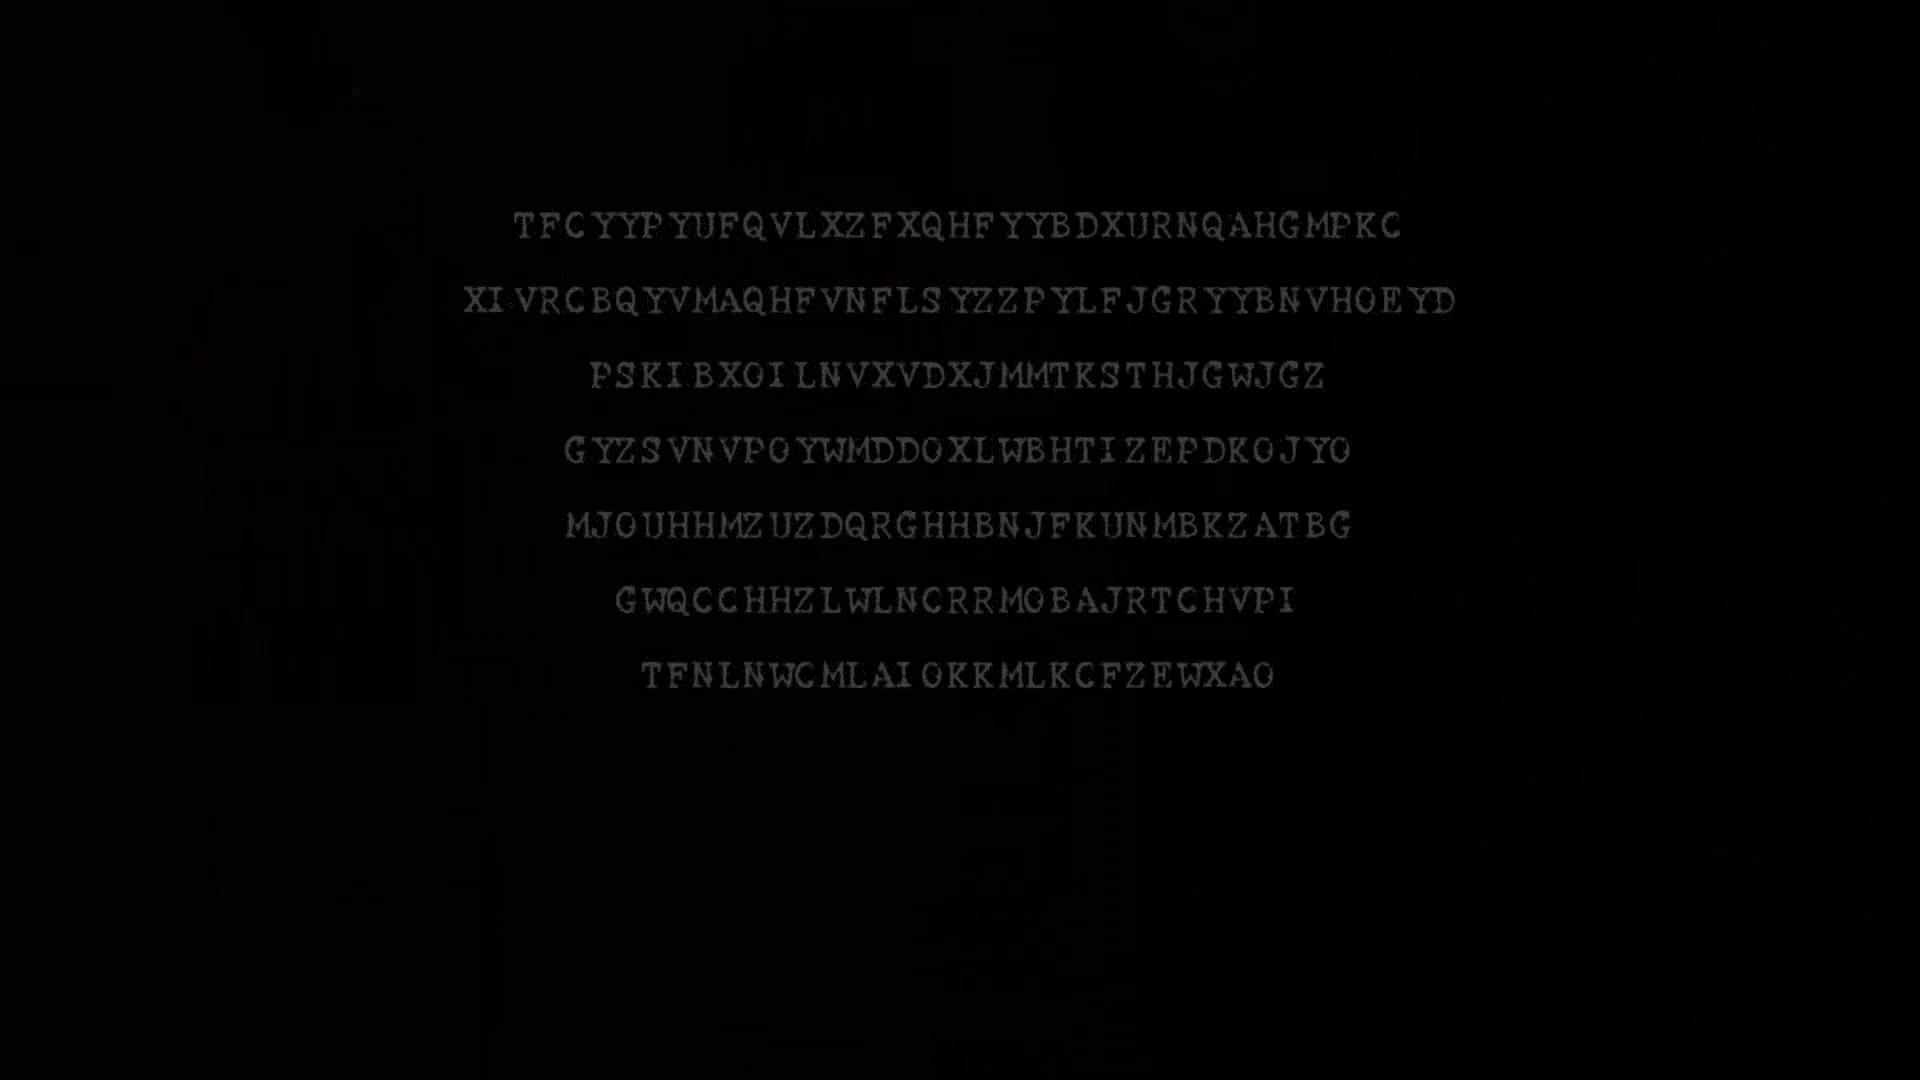 TFCYYPYUFQVLXZFXQHFYYBDXURNQAHGMPKC
XIVRCBQYVMAQHFVNFLSYZZPYLFJGRYYBNVHOEYD
PSKIBXOILNVXVDXJMMTKSTHJGWJGZ
GYZSVNVPOYWMDDOXLWBHTIZEPDKOJYO
MJOUHHMZUZDQRGHHBNJFKUNMBKZATBG
GWQCCHHZLWLNCRRMOBAJRTCHVPI
TFNLNWCMLAIOKKMLKCFZEWXAO